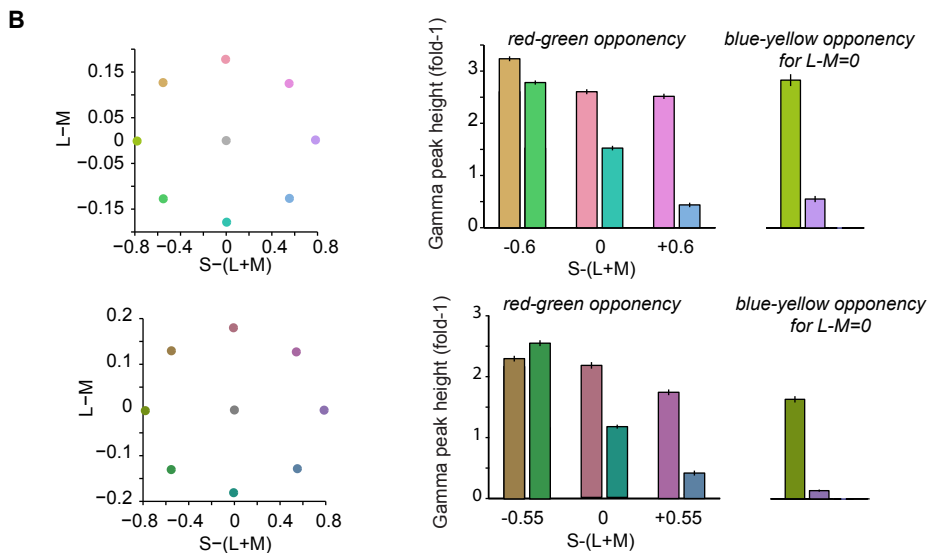 B
L−M
0.15
0.05
0
−0.05
−0.15
−0.8
−0.4
0
0.4
0.8
S−(L+M)
red-green opponency
Gamma peak height (fold-1)
3
2
1
0
-0.6
0
+0.6
S-(L+M)
blue-yellow opponency
for L-M=0
L−M
0.2
0.1
0
−0.1
−0.2
−0.8
−0.4
0
0.4
0.8
S−(L+M)
red-green opponency
Gamma peak height (fold-1)
3
2
1
0
-0.55
0
+0.55
S-(L+M)
blue-yellow opponency
for L-M=0